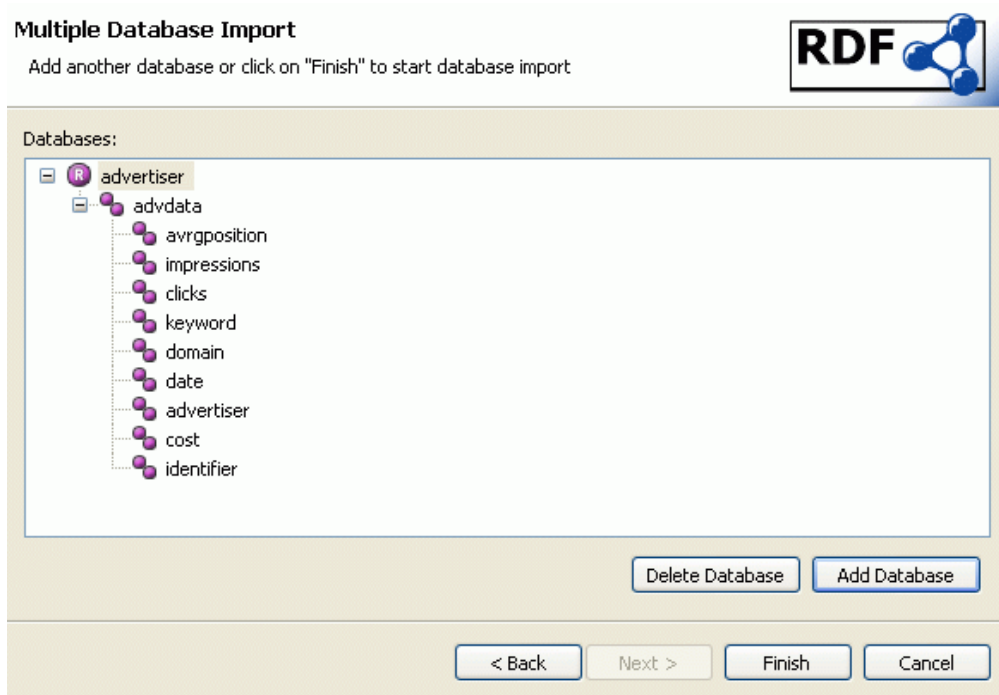 Multiple Database Import
Add another database or click on "Finish" to start database import
RDF
Databases:
R advertiser
advdata
avrgposition
impressions
clicks
keyword
domain
date
advertiser
cost
identifier
Delete Database Add Database
< Back Next > Finish Cancel